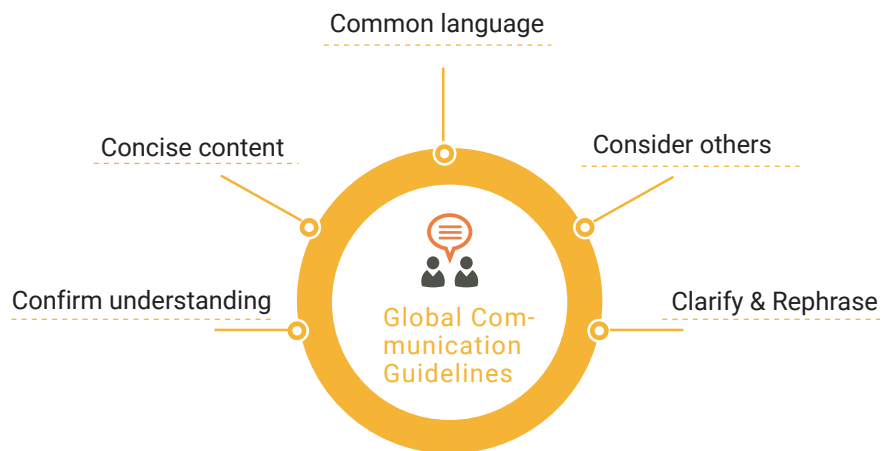 Common language
Concise content
Consider others
Confirm understanding
Clarify & Rephrase
Global Com-
munication
Guidelines